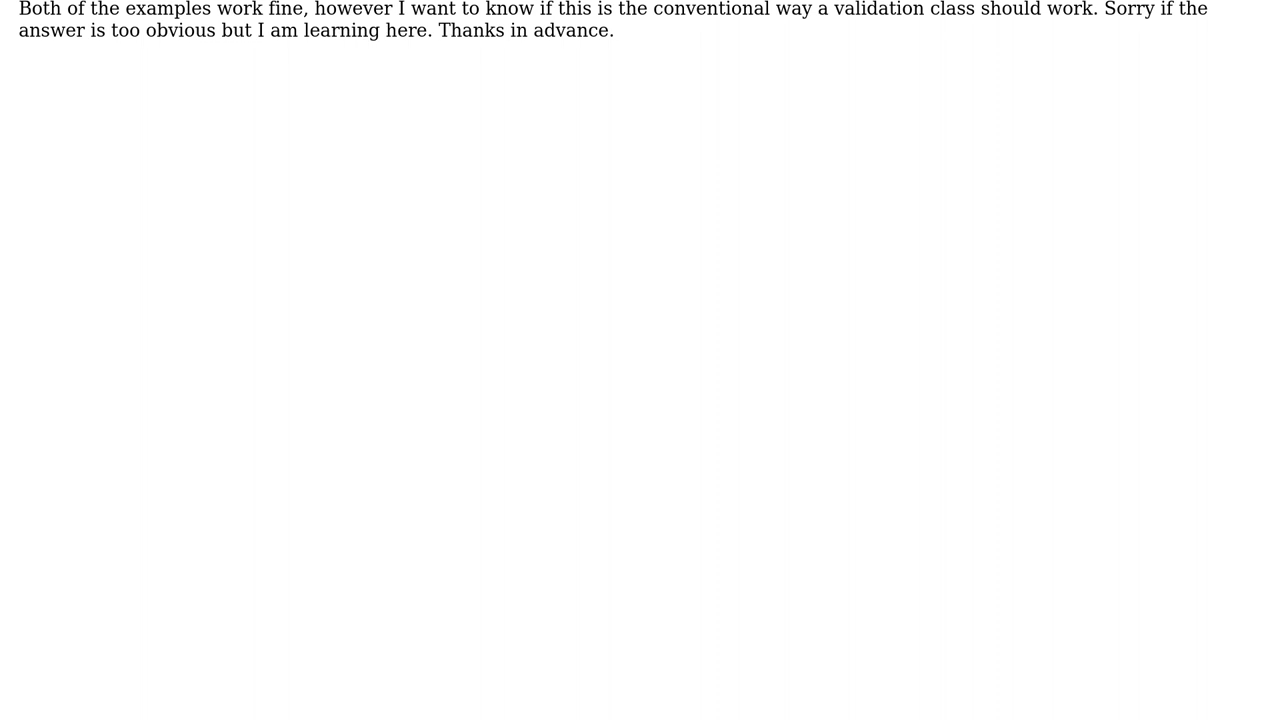 Both of the examples work fine, however I want to know if this is the conventional way a validation class should work. Sorry if the
answer is too obvious but I am learning here. Thanks in advance.